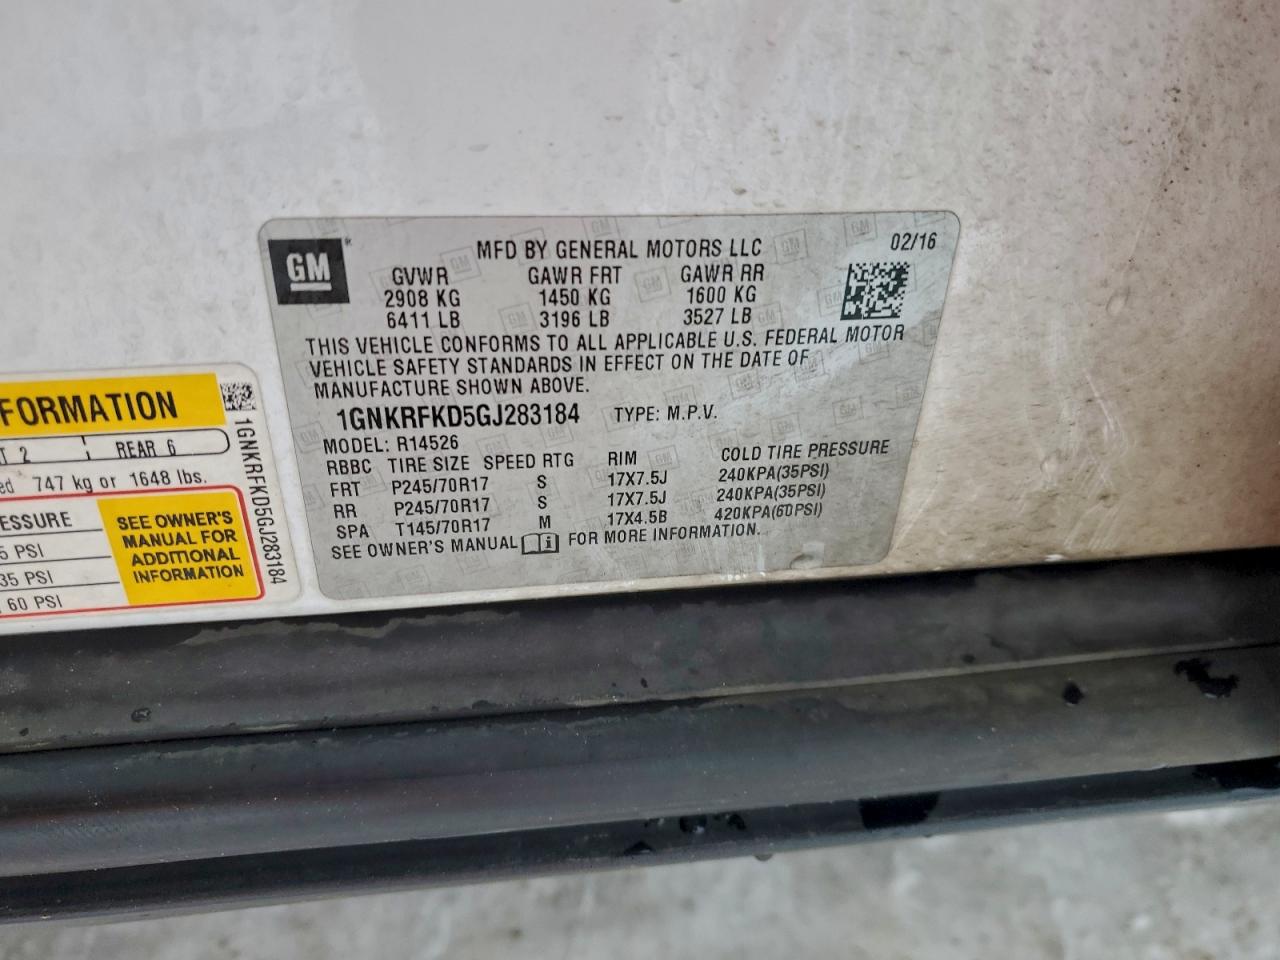 GM
MFD BY GENERAL MOTORS LLC
02/16
GVWR GAWR FRT GAWR RR
2908 KG 1450 KG 1600 KG
6411 LB 3196 LB 3527 LB
THIS VEHICLE CONFORMS TO ALL APPLICABLE U.S. FEDERAL MOTOR
VEHICLE SAFETY STANDARDS IN EFFECT ON THE DATE OF
MANUFACTURE SHOWN ABOVE.
1GNKRFKD5GJ283184 TYPE: M.P.V.
MODEL: R14526
RBBC TIRE SIZE SPEED RTG RIM COLD TIRE PRESSURE
FRT P245/70R17 S 17X7.5J 240KPA(35PSI)
RR P245/70R17 S 17X7.5J 240KPA(35PSI)
SPA T145/70R17 M 17X4.5B 420KPA(60PSI)
SEE OWNER'S MANUAL FOR MORE INFORMATION.
FORMATION
T 2 REAR 6
ed 747 kg or 1648 lbs.
ESSURE
5 PSI
35 PSI
60 PSI
SEE OWNER'S
MANUAL FOR
ADDITIONAL
INFORMATION
1GNKRFKD5GJ283184